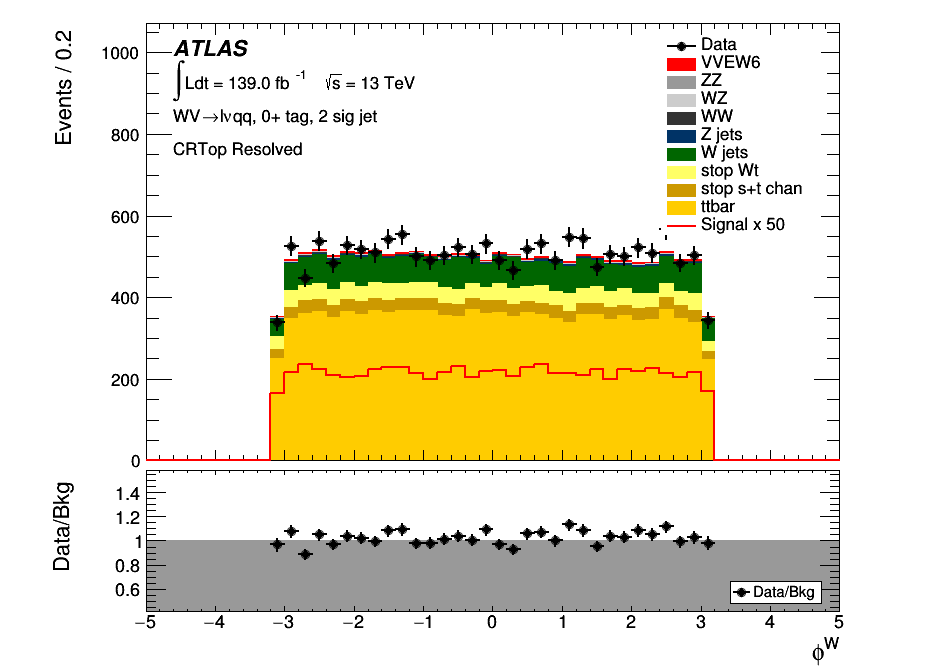 ATLAS
∫Ldt = 139.0 fb⁻¹ √s = 13 TeV
WV→lνqq, 0+ tag, 2 sig jet
CRTop Resolved
Data
VVEW6
ZZ
WZ
WW
Z jets
W jets
stop Wt
stop s+t chan
ttbar
Signal x 50
Events / 0.2
1000
800
600
400
200
0
Data/Bkg
1.4
1.2
1
0.8
0.6
Data/Bkg
−5 −4 −3 −2 −1 0 1 2 3 4 5
ϕᵂ